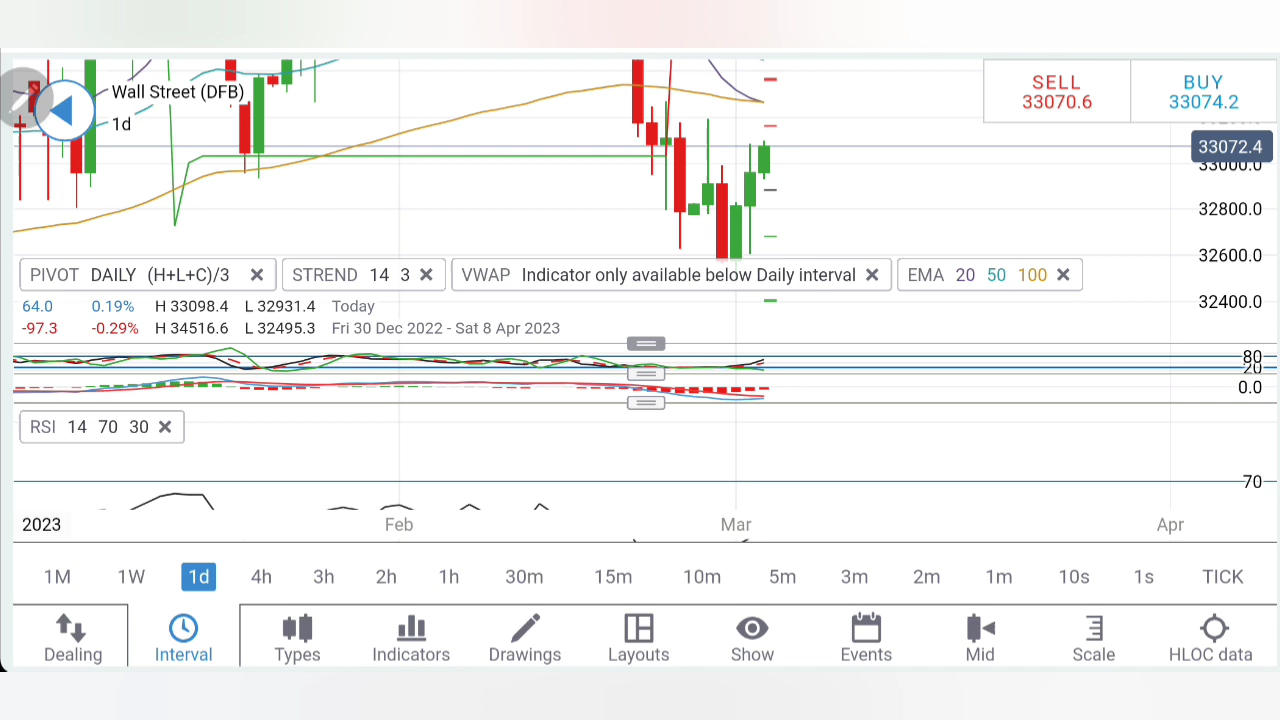 Wall Street (DFB)
1d
SELL
33070.6
BUY
33074.2
33072.4
33000.0
32800.0
32600.0
32400.0
PIVOT DAILY (H+L+C)/3
STREND 14 3
VWAP Indicator only available below Daily interval
EMA 20 50 100
64.0 0.19% H 33098.4 L 32931.4 Today
-97.3 -0.29% H 34516.6 L 32495.3 Fri 30 Dec 2022 - Sat 8 Apr 2023
80
20
0.0
RSI 14 70 30
70
2023 Feb Mar Apr
1M 1W 1d 4h 3h 2h 1h 30m 15m 10m 5m 3m 2m 1m 10s 1s TICK
Dealing Interval Types Indicators Drawings Layouts Show Events Mid Scale HLOC data